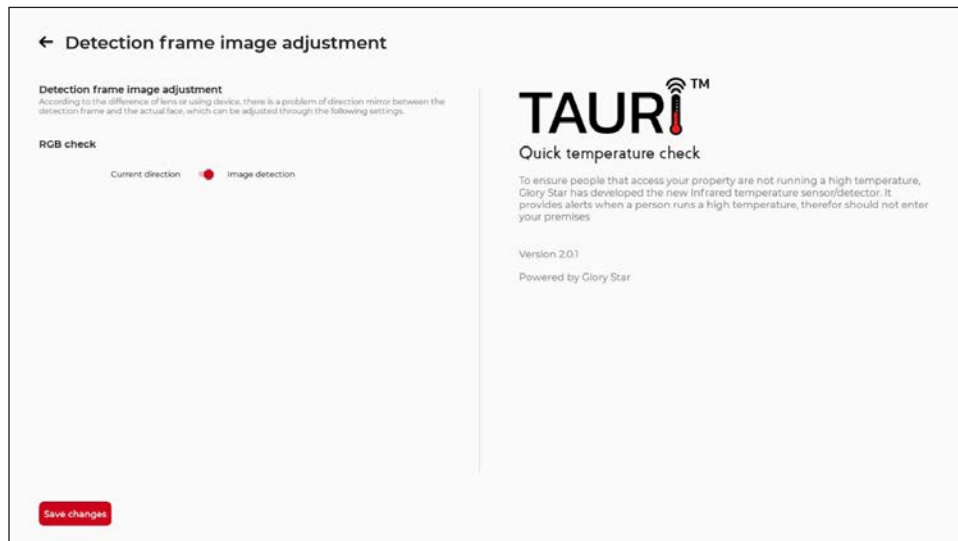 ← Detection frame image adjustment
Detection frame image adjustment
According to the difference of lens or using device, there is a problem of direction mirror between the
detection frame and the actual face, which can be adjusted through the following settings.
RGB check
Current direction Image detection
Save changes
TAURI™
Quick temperature check
To ensure people that access your property are not running a high temperature,
Glory Star has developed the new Infrared temperature sensor/detector. It
provides alerts when a person runs a high temperature, therefor should not enter
your premises
Version 2.0.1
Powered by Glory Star